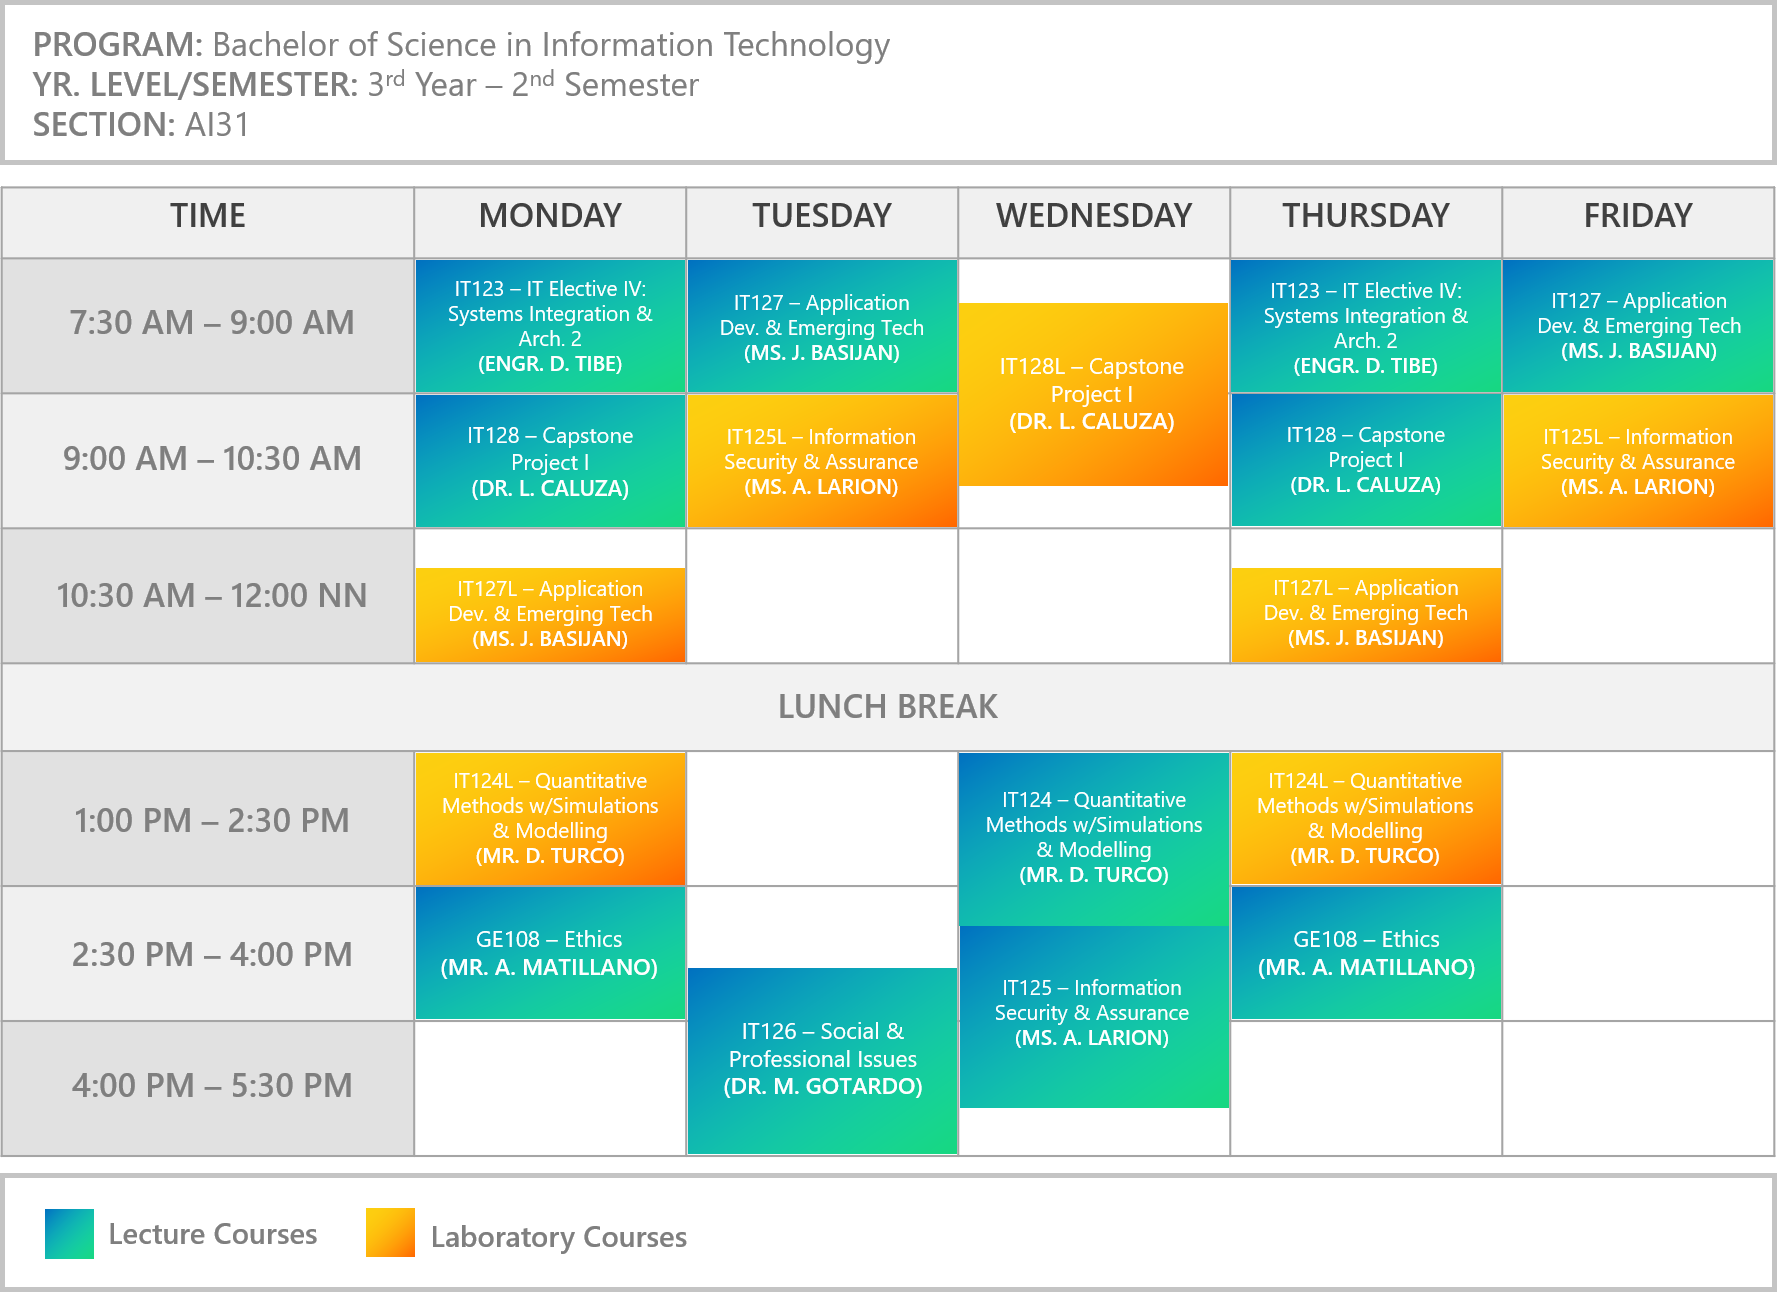 PROGRAM: Bachelor of Science in Information Technology
YR. LEVEL/SEMESTER: 3rd Year – 2nd Semester
SECTION: AI31
TIME
MONDAY
TUESDAY
WEDNESDAY
THURSDAY
FRIDAY
7:30 AM – 9:00 AM
IT123 – IT Elective IV:
Systems Integration &
Arch. 2
(ENGR. D. TIBE)
IT127 – Application
Dev. & Emerging Tech
(MS. J. BASIJAN)
IT128L – Capstone
Project I
(DR. L. CALUZA)
IT123 – IT Elective IV:
Systems Integration &
Arch. 2
(ENGR. D. TIBE)
IT127 – Application
Dev. & Emerging Tech
(MS. J. BASIJAN)
9:00 AM – 10:30 AM
IT128 – Capstone
Project I
(DR. L. CALUZA)
IT125L – Information
Security & Assurance
(MS. A. LARION)
IT128 – Capstone
Project I
(DR. L. CALUZA)
IT125L – Information
Security & Assurance
(MS. A. LARION)
10:30 AM – 12:00 NN
IT127L – Application
Dev. & Emerging Tech
(MS. J. BASIJAN)
IT127L – Application
Dev. & Emerging Tech
(MS. J. BASIJAN)
LUNCH BREAK
1:00 PM – 2:30 PM
IT124L – Quantitative
Methods w/Simulations
& Modelling
(MR. D. TURCO)
IT124 – Quantitative
Methods w/Simulations
& Modelling
(MR. D. TURCO)
IT124L – Quantitative
Methods w/Simulations
& Modelling
(MR. D. TURCO)
2:30 PM – 4:00 PM
GE108 – Ethics
(MR. A. MATILLANO)
IT126 – Social &
Professional Issues
(DR. M. GOTARDO)
IT125 – Information
Security & Assurance
(MS. A. LARION)
GE108 – Ethics
(MR. A. MATILLANO)
4:00 PM – 5:30 PM
Lecture Courses
Laboratory Courses